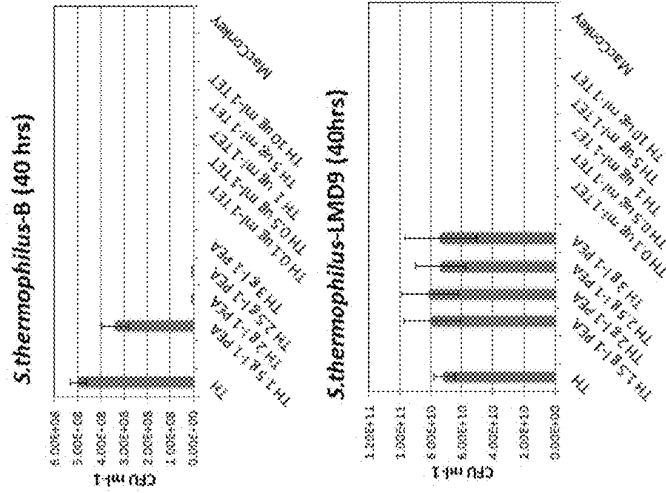 S.thermophilus-B (40 hrs)
6.00E+08
5.00E+08
4.00E+08
3.00E+08
2.00E+08
1.00E+08
0.00E+00
CFU ml-1
TH
TH 1.5 g l-1 PEA
TH 2 g l-1 PEA
TH 2.5 g l-1 PEA
TH 3 g l-1 PEA
TH 0.1 ug ml-1 TET
TH 0.5 ug ml-1 TET
TH 1 ug ml-1 TET
TH 5 ug ml-1 TET
TH 10 ug ml-1 TET
MacConkey
S.thermophilus-LMD9 (40hrs)
1.20E+11
1.00E+11
8.00E+10
6.00E+10
4.00E+10
2.00E+10
0.00E+00
CFU ml-1
TH
TH 1.5 g l-1 PEA
TH 2 g l-1 PEA
TH 2.5 g l-1 PEA
TH 3 g l-1 PEA
TH 0.1 ug ml-1 TET
TH 0.5 ug ml-1 TET
TH 1 ug ml-1 TET
TH 5 ug ml-1 TET
TH 10 ug ml-1 TET
MacConkey